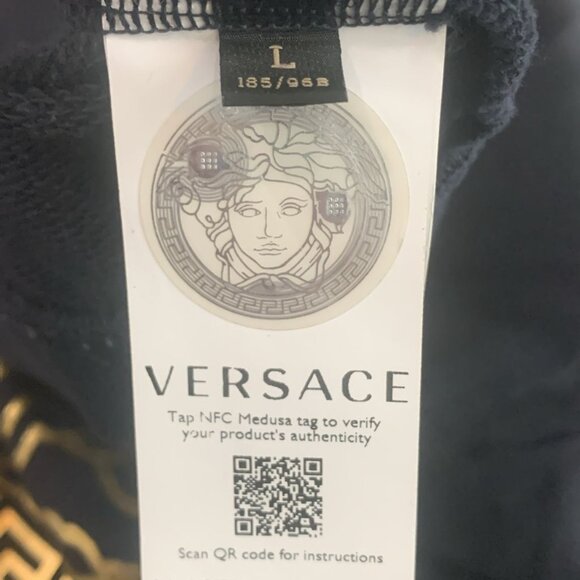 L
185/96B
VERSACE
Tap NFC Medusa tag to verify
your product's authenticity
Scan QR code for instructions